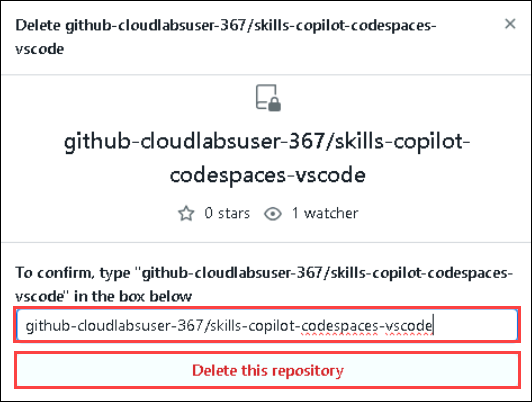 Delete github-cloudlabsuser-367/skills-copilot-codespaces-
vscode
github-cloudlabsuser-367/skills-copilot-
codespaces-vscode
0 stars 1 watcher
To confirm, type "github-cloudlabsuser-367/skills-copilot-codespaces-
vscode" in the box below
github-cloudlabsuser-367/skills-copilot-codespaces-vscode
Delete this repository